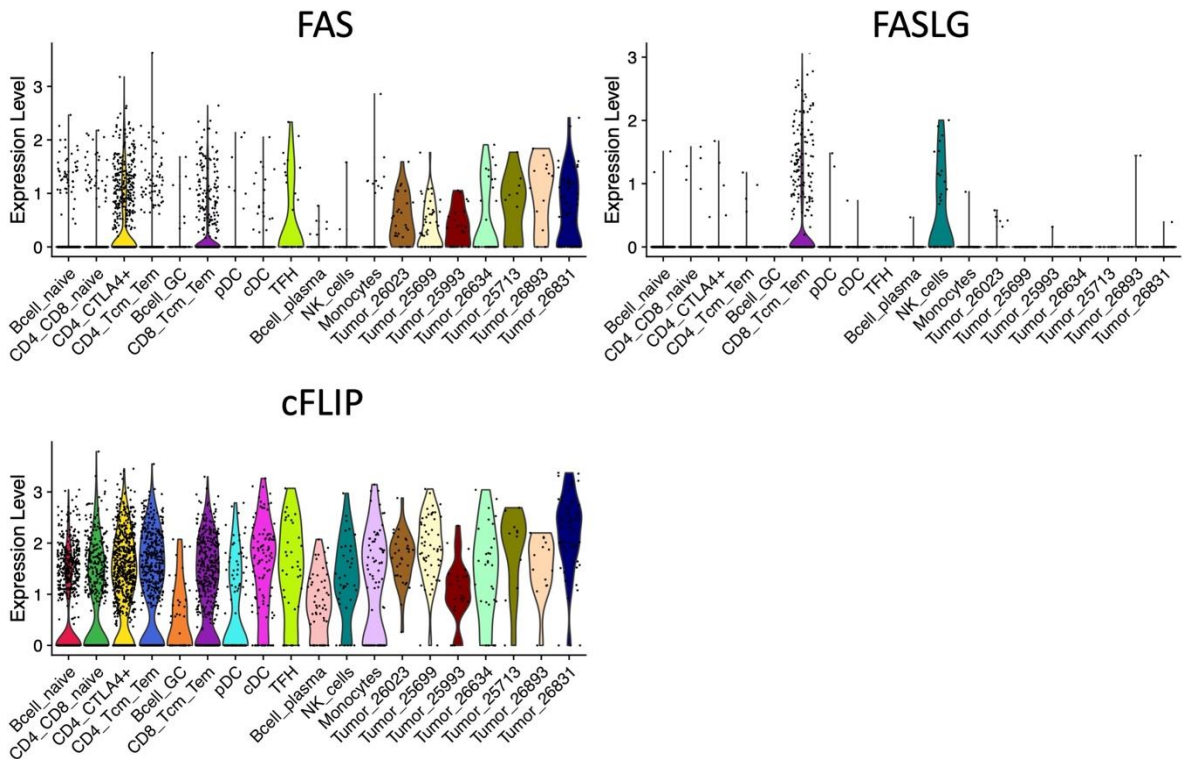 FAS
FASLG
Expression Level
3
2
1
0
Bcell_naive
CD4_CD8_naive
CD4_CTLA4+
CD4_Tcm_Tem
Bcell_GC
CD8_Tcm_Tem
pDC
cDC
TFH
Bcell_plasma
NK_cells
Monocytes
Tumor_26023
Tumor_25699
Tumor_25993
Tumor_26634
Tumor_25713
Tumor_26893
Tumor_26831
Expression Level
3
2
1
0
Bcell_naive
CD4_CD8_naive
CD4_CTLA4+
CD4_Tcm_Tem
Bcell_GC
CD8_Tcm_Tem
pDC
cDC
TFH
Bcell_plasma
NK_cells
Monocytes
Tumor_26023
Tumor_25699
Tumor_25993
Tumor_26634
Tumor_25713
Tumor_26893
Tumor_26831
cFLIP
Expression Level
3
2
1
0
Bcell_naive
CD4_CD8_naive
CD4_CTLA4+
CD4_Tcm_Tem
Bcell_GC
CD8_Tcm_Tem
pDC
cDC
TFH
Bcell_plasma
NK_cells
Monocytes
Tumor_26023
Tumor_25699
Tumor_25993
Tumor_26634
Tumor_25713
Tumor_26893
Tumor_26831